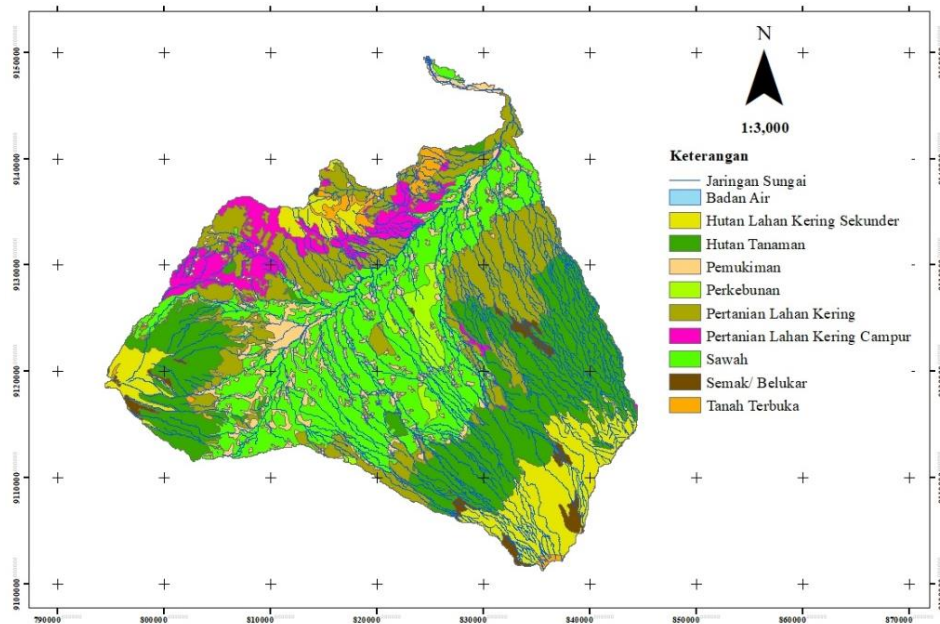 N
1:3,000
Keterangan
Jaringan Sungai
Badan Air
Hutan Lahan Kering Sekunder
Hutan Tanaman
Pemukiman
Perkebunan
Pertanian Lahan Kering
Pertanian Lahan Kering Campur
Sawah
Semak/ Belukar
Tanah Terbuka
9150000
9140000
9130000
9120000
9110000
9100000
790000
800000
810000
820000
830000
840000
850000
860000
870000